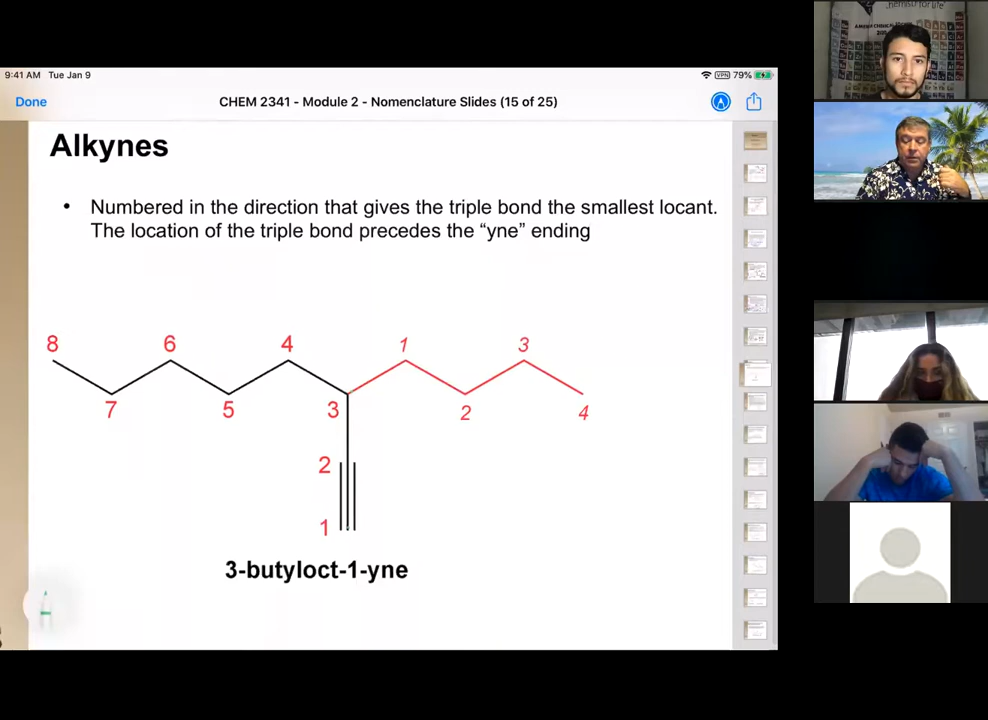 9:41 AM Tue Jan 9
VPN 79%
Done
CHEM 2341 - Module 2 - Nomenclature Slides (15 of 25)
Alkynes
• Numbered in the direction that gives the triple bond the smallest locant.
The location of the triple bond precedes the “yne” ending
8 6 4 1 3
7 5 3 2 4
2
1
3-butyloct-1-yne